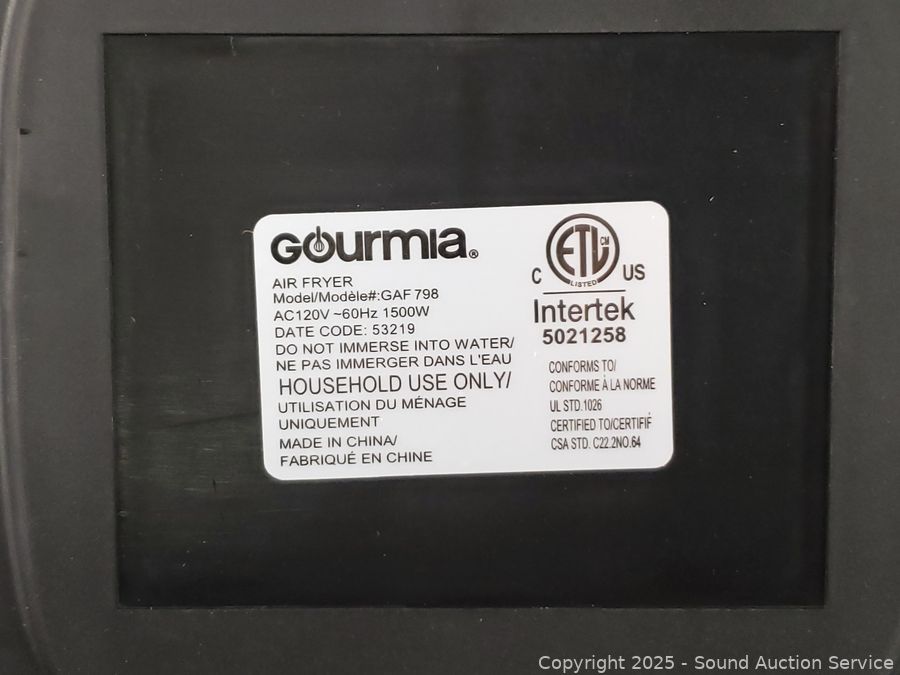 Gourmia®
AIR FRYER
Model/Modèle#:GAF 798
AC120V ~60Hz 1500W
DATE CODE: 53219
DO NOT IMMERSE INTO WATER/
NE PAS IMMERGER DANS L'EAU
HOUSEHOLD USE ONLY/
UTILISATION DU MÉNAGE
UNIQUEMENT
MADE IN CHINA/
FABRIQUÉ EN CHINE
ETL CM
LISTED
C US
Intertek
5021258
CONFORMS TO/
CONFORME À LA NORME
UL STD.1026
CERTIFIED TO/CERTIFIÉ
CSA STD. C22.2NO.64
Copyright 2025 - Sound Auction Service